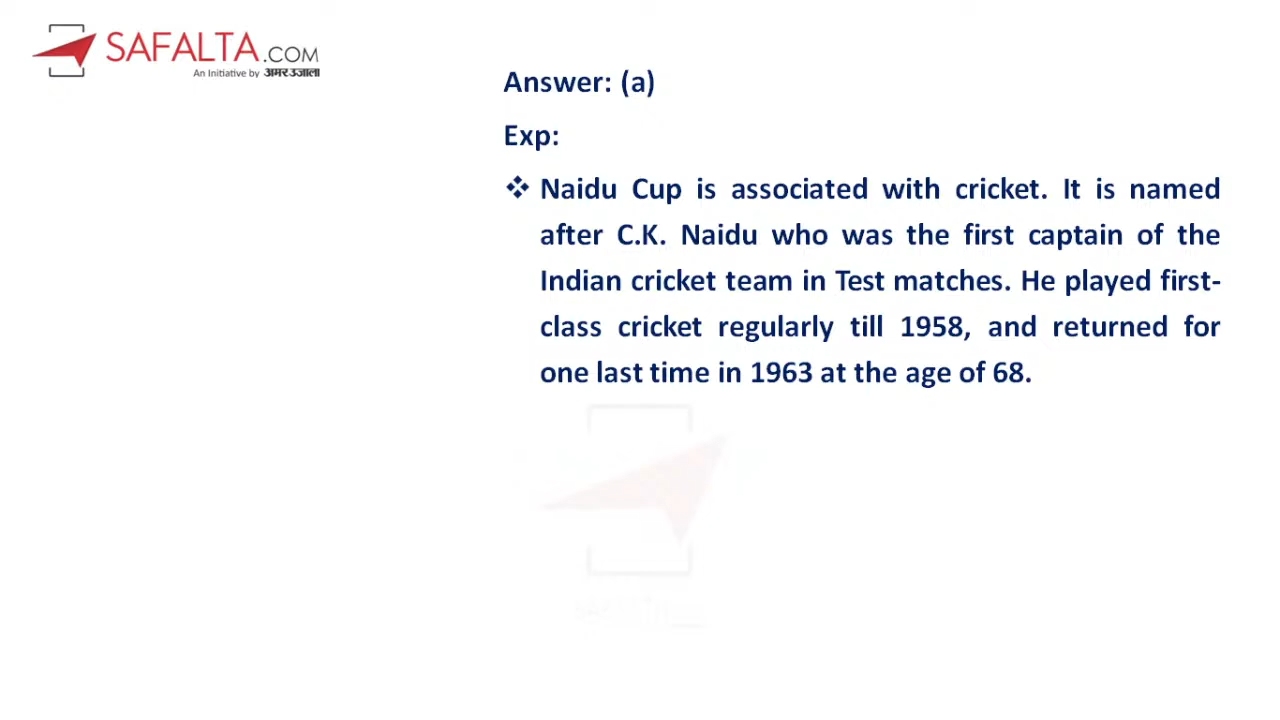 SAFALTA.COM
An Initiative by अमर उजाला
Answer: (a)
Exp:
❖ Naidu Cup is associated with cricket. It is named
after C.K. Naidu who was the first captain of the
Indian cricket team in Test matches. He played first-
class cricket regularly till 1958, and returned for
one last time in 1963 at the age of 68.